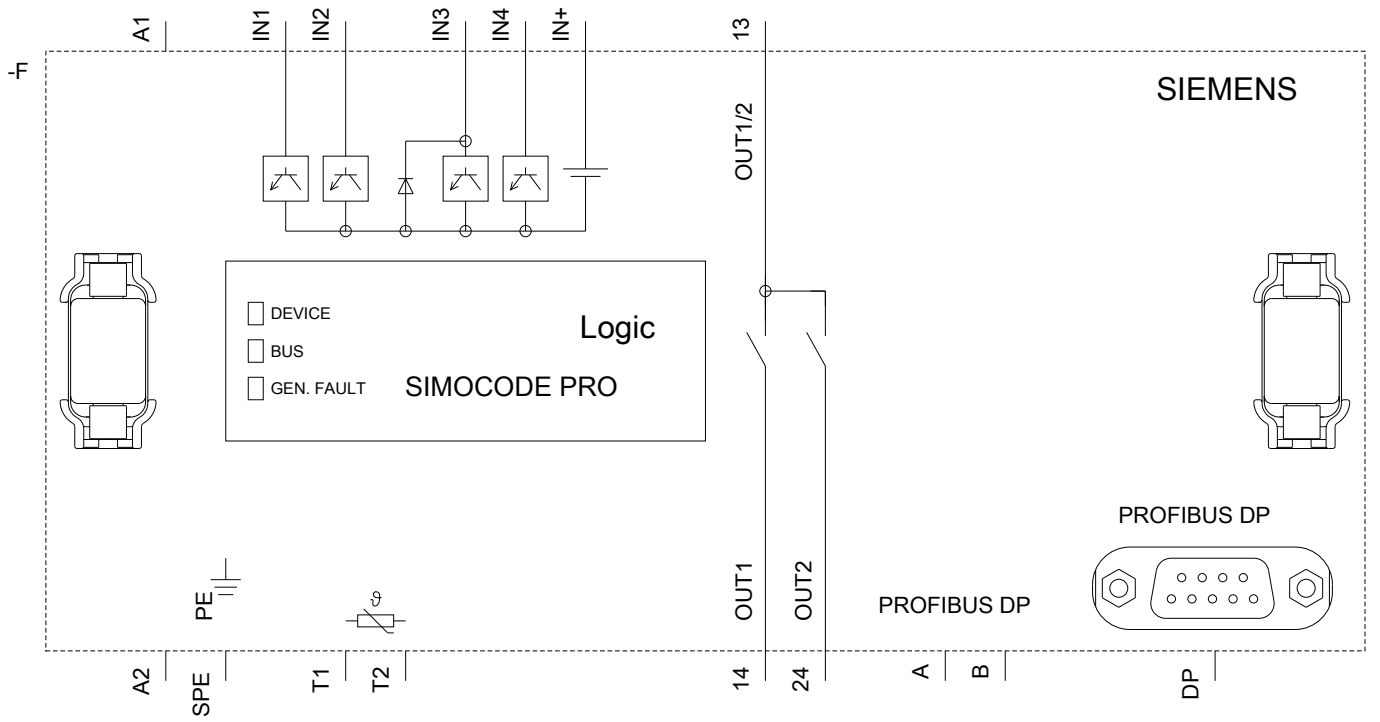 A1
IN1
IN2
IN3
IN4
IN+
13
-F
SIEMENS
OUT1/2
DEVICE
BUS
GEN. FAULT
Logic
SIMOCODE PRO
PROFIBUS DP
PE
ϑ
OUT1
OUT2
PROFIBUS DP
A2
SPE
T1
T2
14
24
A
B
DP